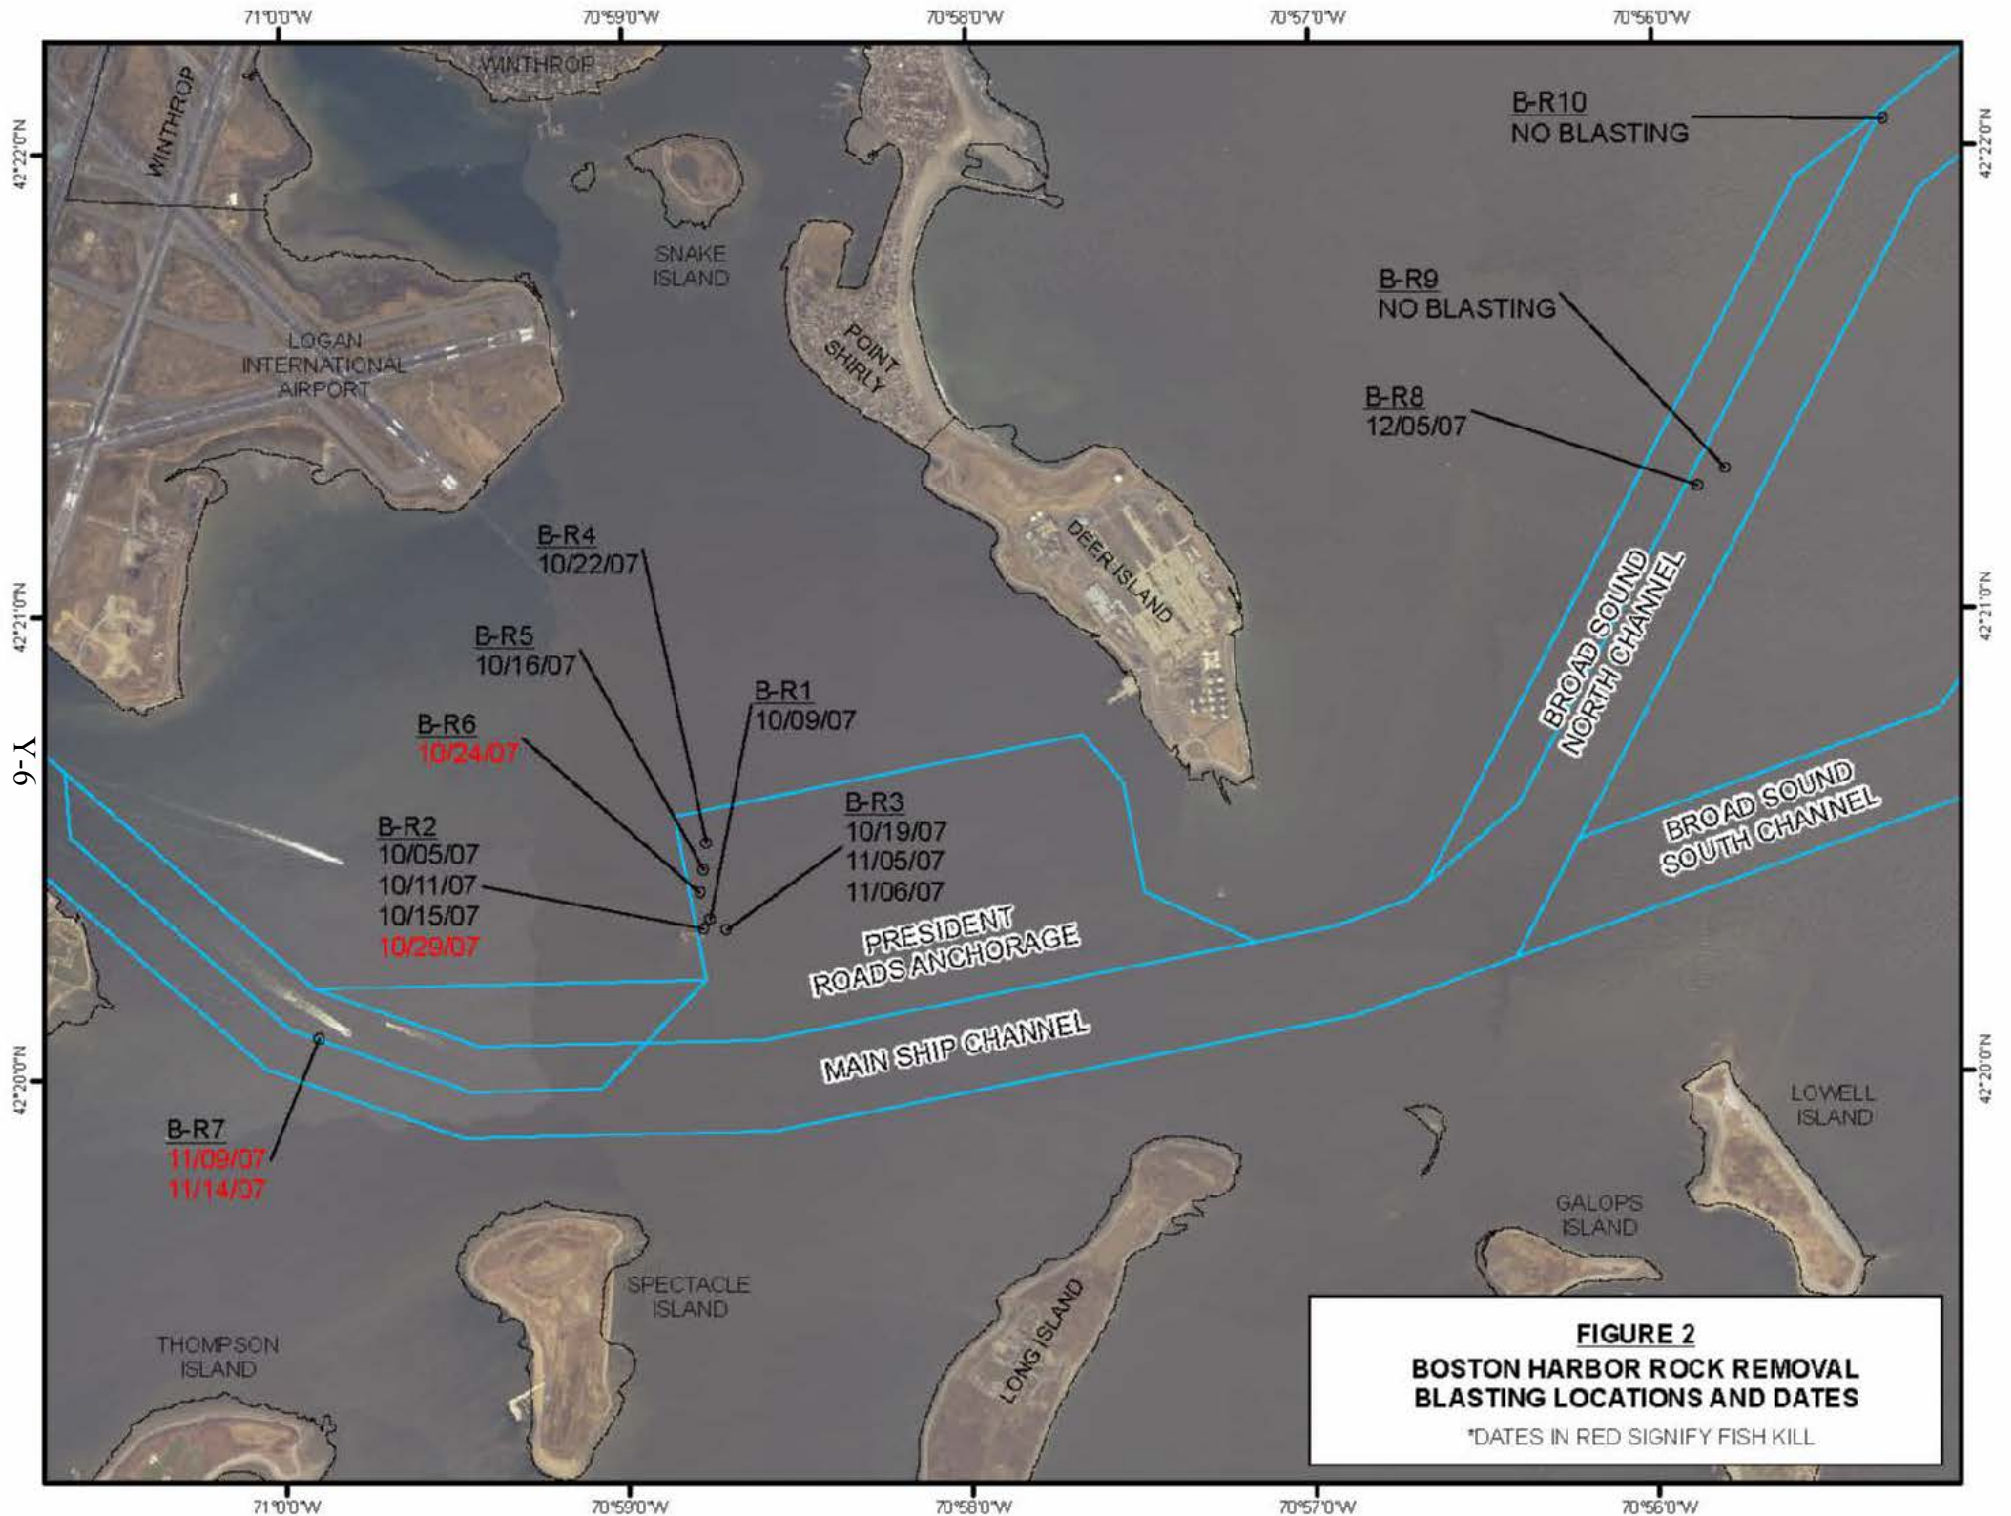 71°0'0"W
70°59'0"W
70°58'0"W
70°57'0"W
70°56'0"W
WINTHROP
WINTHROP
B-R10
NO BLASTING
42°22'0"N
42°22'0"N
SNAKE
ISLAND
B-R9
NO BLASTING
POINT
SHIRLY
LOGAN
INTERNATIONAL
AIRPORT
B-R8
12/05/07
B-R4
10/22/07
DEER ISLAND
42°21'0"N
42°21'0"N
B-R5
10/16/07
BROAD SOUND
NORTH CHANNEL
B-R1
10/09/07
B-R6
10/24/07
Y-6
B-R3
10/19/07
11/05/07
11/06/07
BROAD SOUND
SOUTH CHANNEL
B-R2
10/05/07
10/11/07
10/15/07
10/29/07
PRESIDENT
ROADS ANCHORAGE
MAIN SHIP CHANNEL
42°20'0"N
42°20'0"N
LOWELL
ISLAND
B-R7
11/09/07
11/14/07
GALOPS
ISLAND
SPECTACLE
ISLAND
LONG ISLAND
THOMPSON
ISLAND
FIGURE 2
BOSTON HARBOR ROCK REMOVAL
BLASTING LOCATIONS AND DATES
*DATES IN RED SIGNIFY FISH KILL
71°0'0"W
70°59'0"W
70°58'0"W
70°57'0"W
70°56'0"W